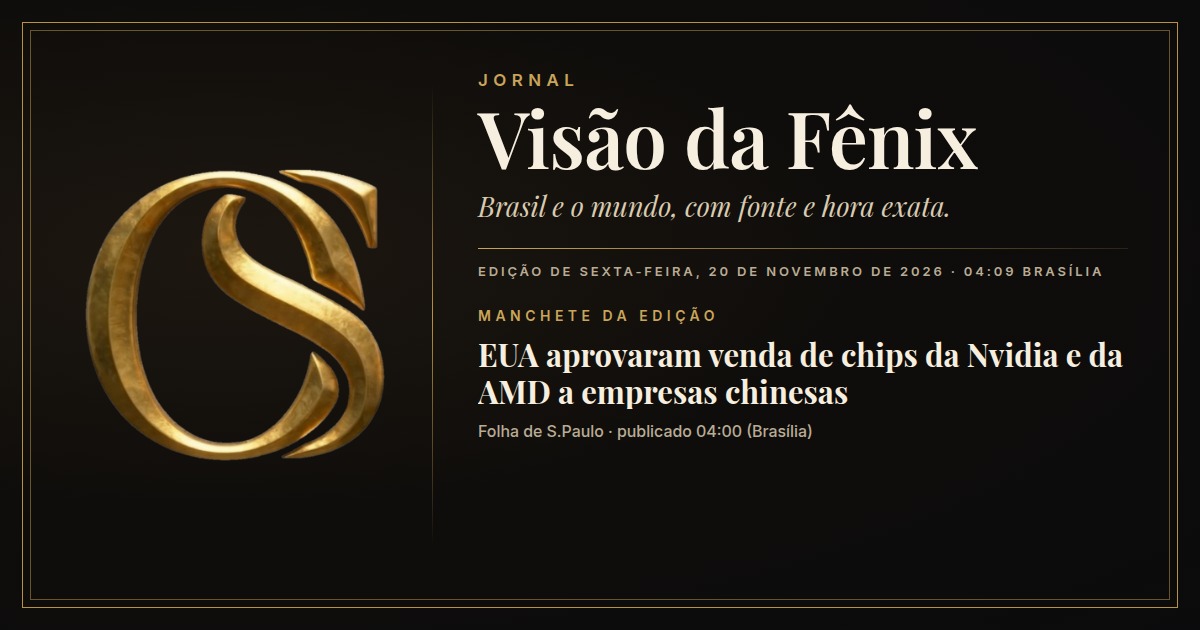 JORNAL
Visão da Fênix
Brasil e o mundo, com fonte e hora exata.
EDIÇÃO DE SEXTA-FEIRA, 20 DE NOVEMBRO DE 2026 · 04:09 BRASÍLIA
MANCHETE DA EDIÇÃO
EUA aprovaram venda de chips da Nvidia e da
AMD a empresas chinesas
Folha de S.Paulo · publicado 04:00 (Brasília)